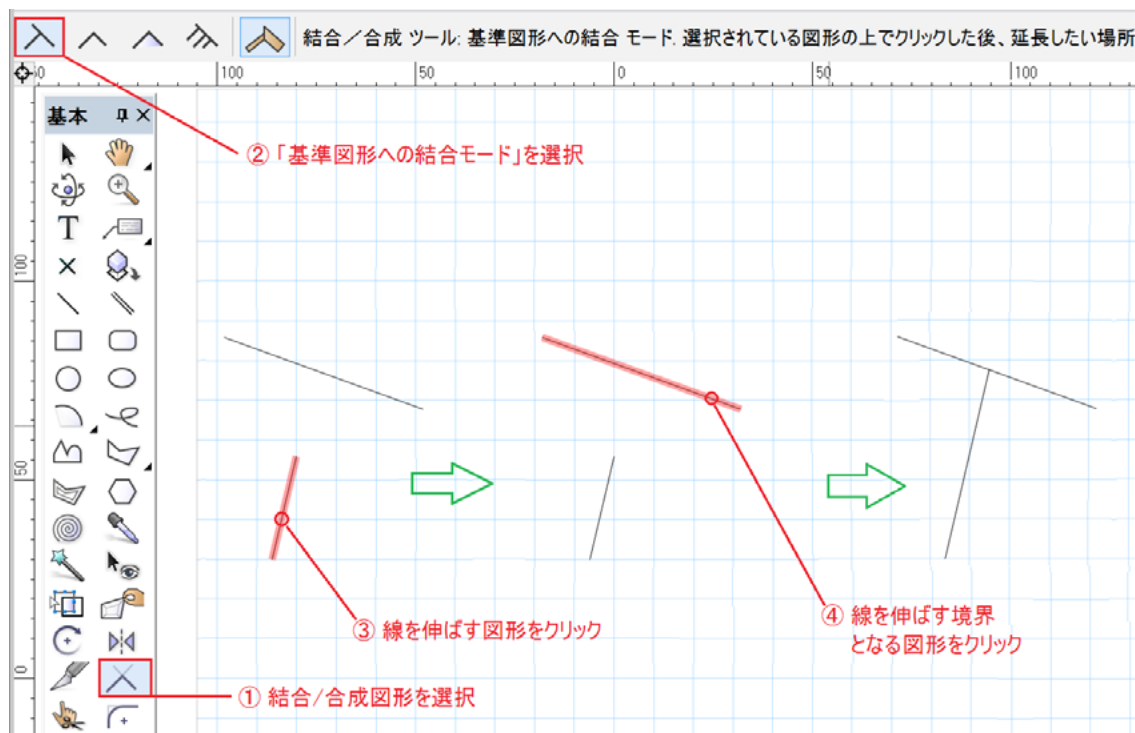 結合／合成 ツール: 基準図形への結合 モード. 選択されている図形の上でクリックした後、延長したい場所
100 50 0 50 100
基本
② 「基準図形への結合モード」を選択
T
100
50
③ 線を伸ばす図形をクリック
④ 線を伸ばす境界
となる図形をクリック
0
① 結合/合成図形を選択